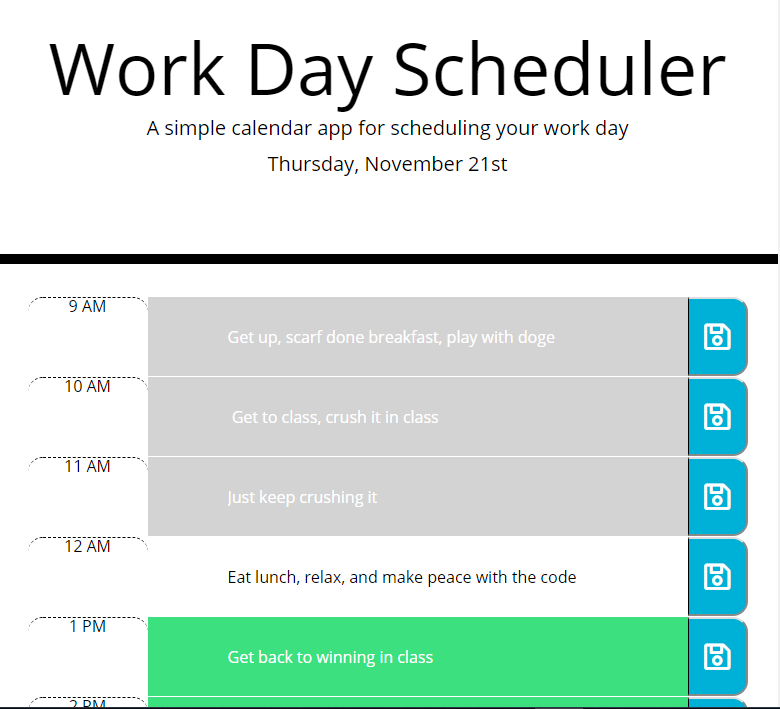 Work Day Scheduler
A simple calendar app for scheduling your work day
Thursday, November 21st
9 AM
Get up, scarf done breakfast, play with doge
10 AM
Get to class, crush it in class
11 AM
Just keep crushing it
12 AM
Eat lunch, relax, and make peace with the code
1 PM
Get back to winning in class
2 PM